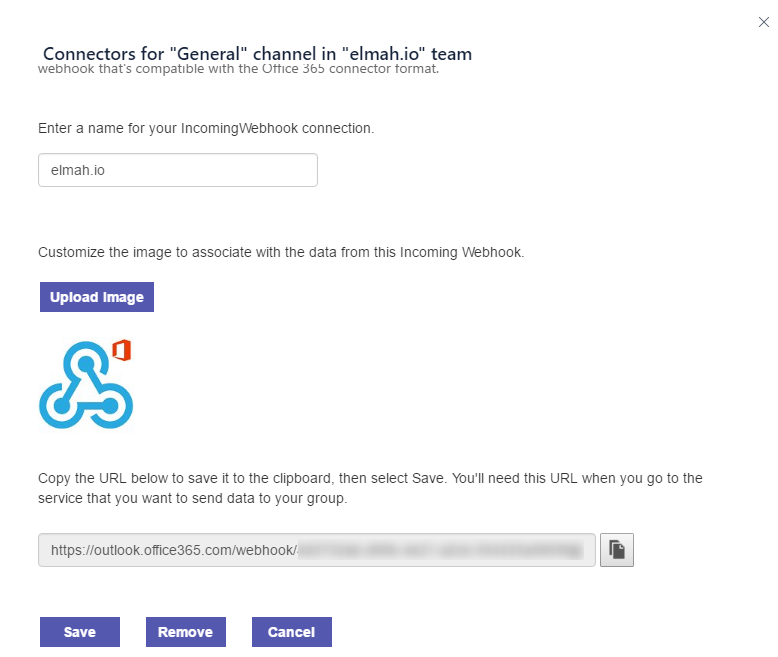 Connectors for "General" channel in "elmah.io" team
webhook that's compatible with the Office 365 connector format.
Enter a name for your IncomingWebhook connection.
elmah.io
Customize the image to associate with the data from this Incoming Webhook.
Upload Image
Copy the URL below to save it to the clipboard, then select Save. You'll need this URL when you go to the
service that you want to send data to your group.
https://outlook.office365.com/webhook/
Save Remove Cancel